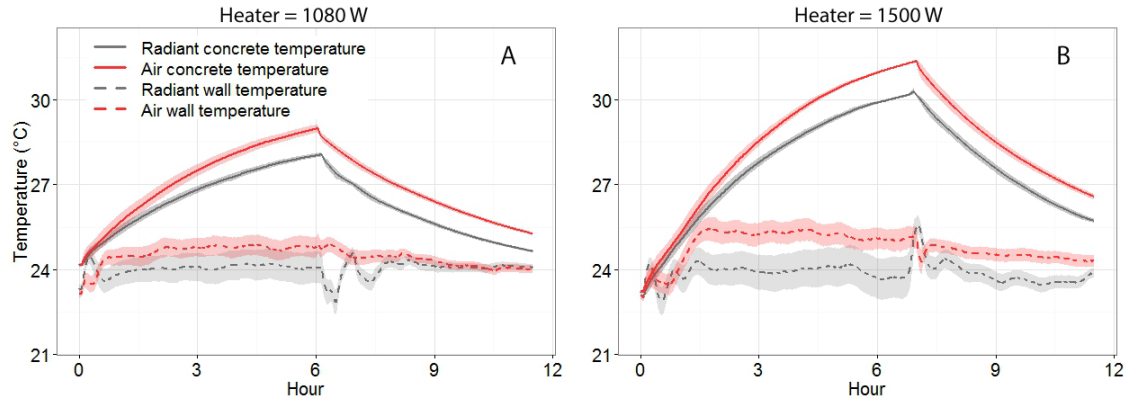 Heater = 1080 W
Heater = 1500 W
A
B
Radiant concrete temperature
Air concrete temperature
Radiant wall temperature
Air wall temperature
Temperature (°C)
30
27
24
21
30
27
24
21
0 3 6 9 12
0 3 6 9 12
Hour
Hour